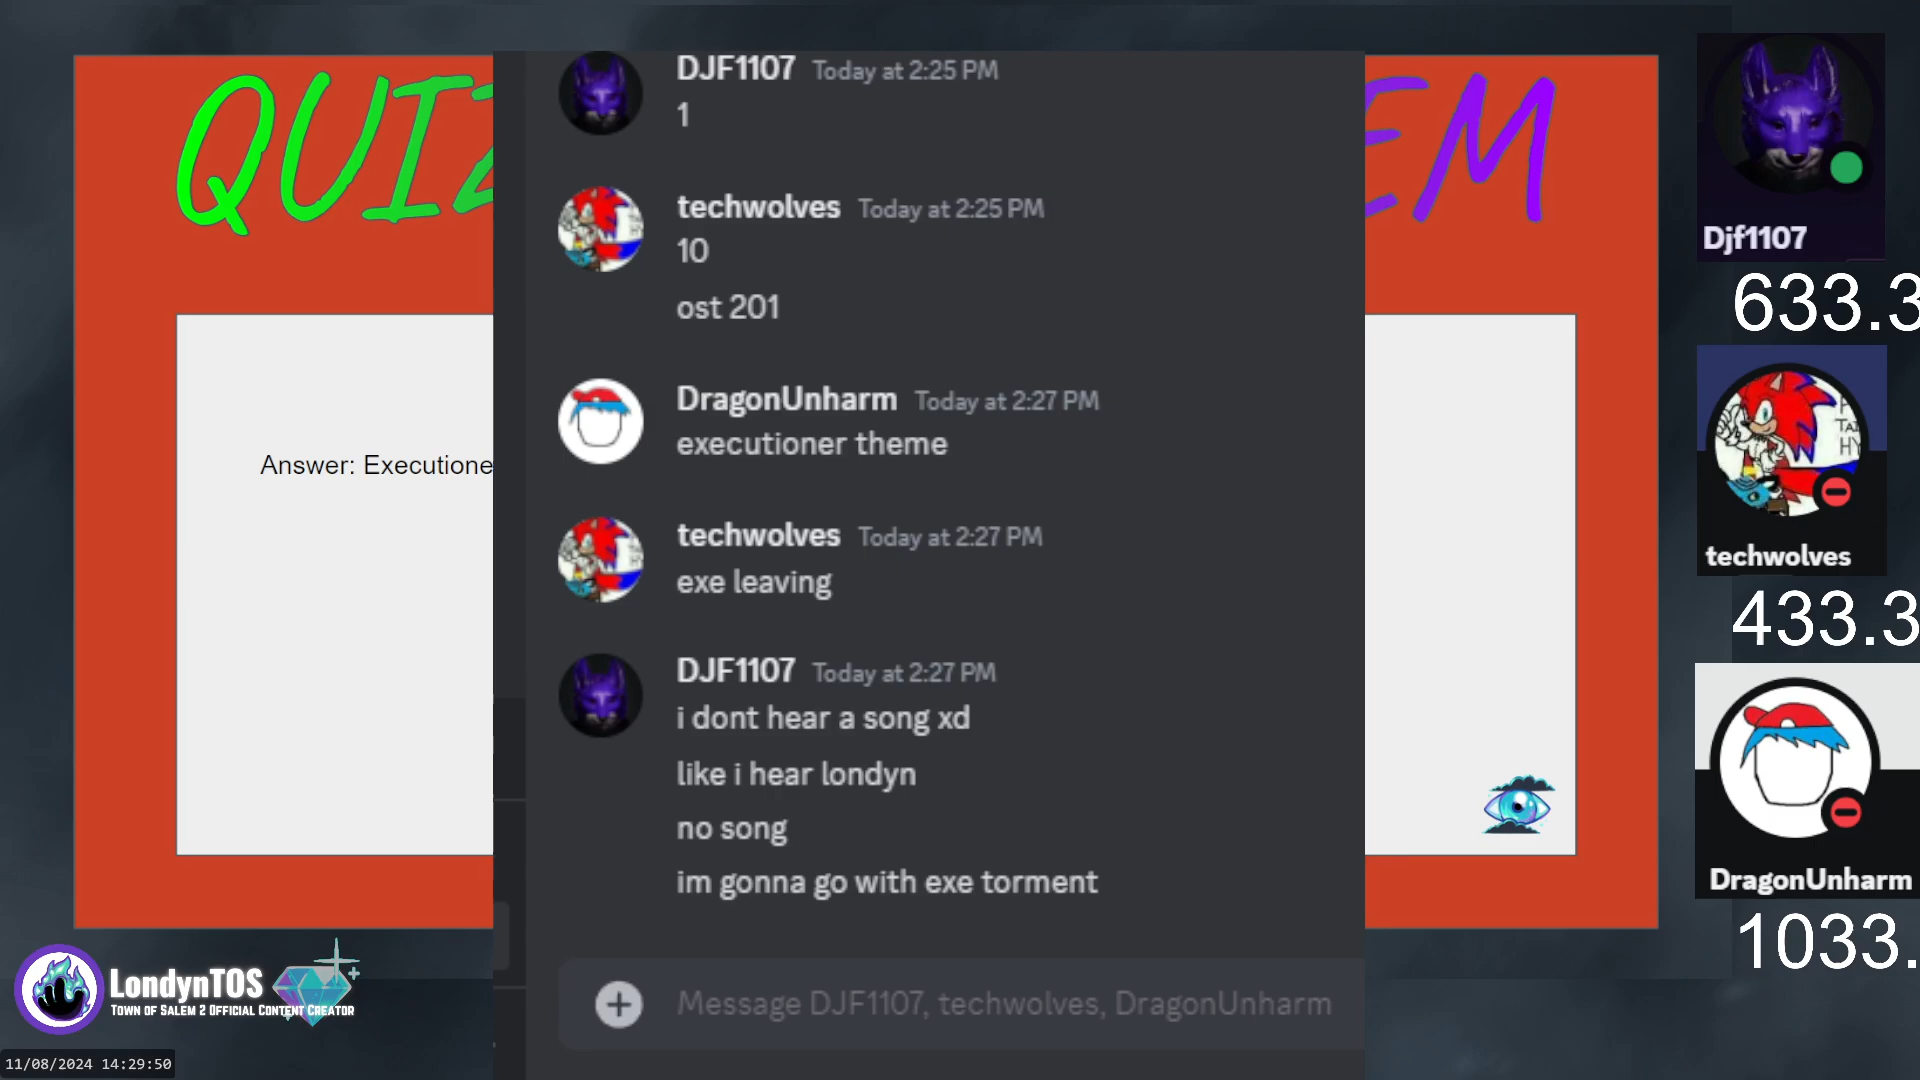 DJF1107 Today at 2:25 PM
1
techwolves Today at 2:25 PM
10
ost 201
DragonUnharm Today at 2:27 PM
executioner theme
techwolves Today at 2:27 PM
exe leaving
DJF1107 Today at 2:27 PM
i dont hear a song xd
like i hear londyn
no song
im gonna go with exe torment
Message DJF1107, techwolves, DragonUnharm
QUIZ
EM
Answer: Executione
Djf1107
633.3
techwolves
433.3
DragonUnharm
1033.
LondynTOS
TOWN OF SALEM 2 OFFICIAL CONTENT CREATOR
11/08/2024 14:29:50